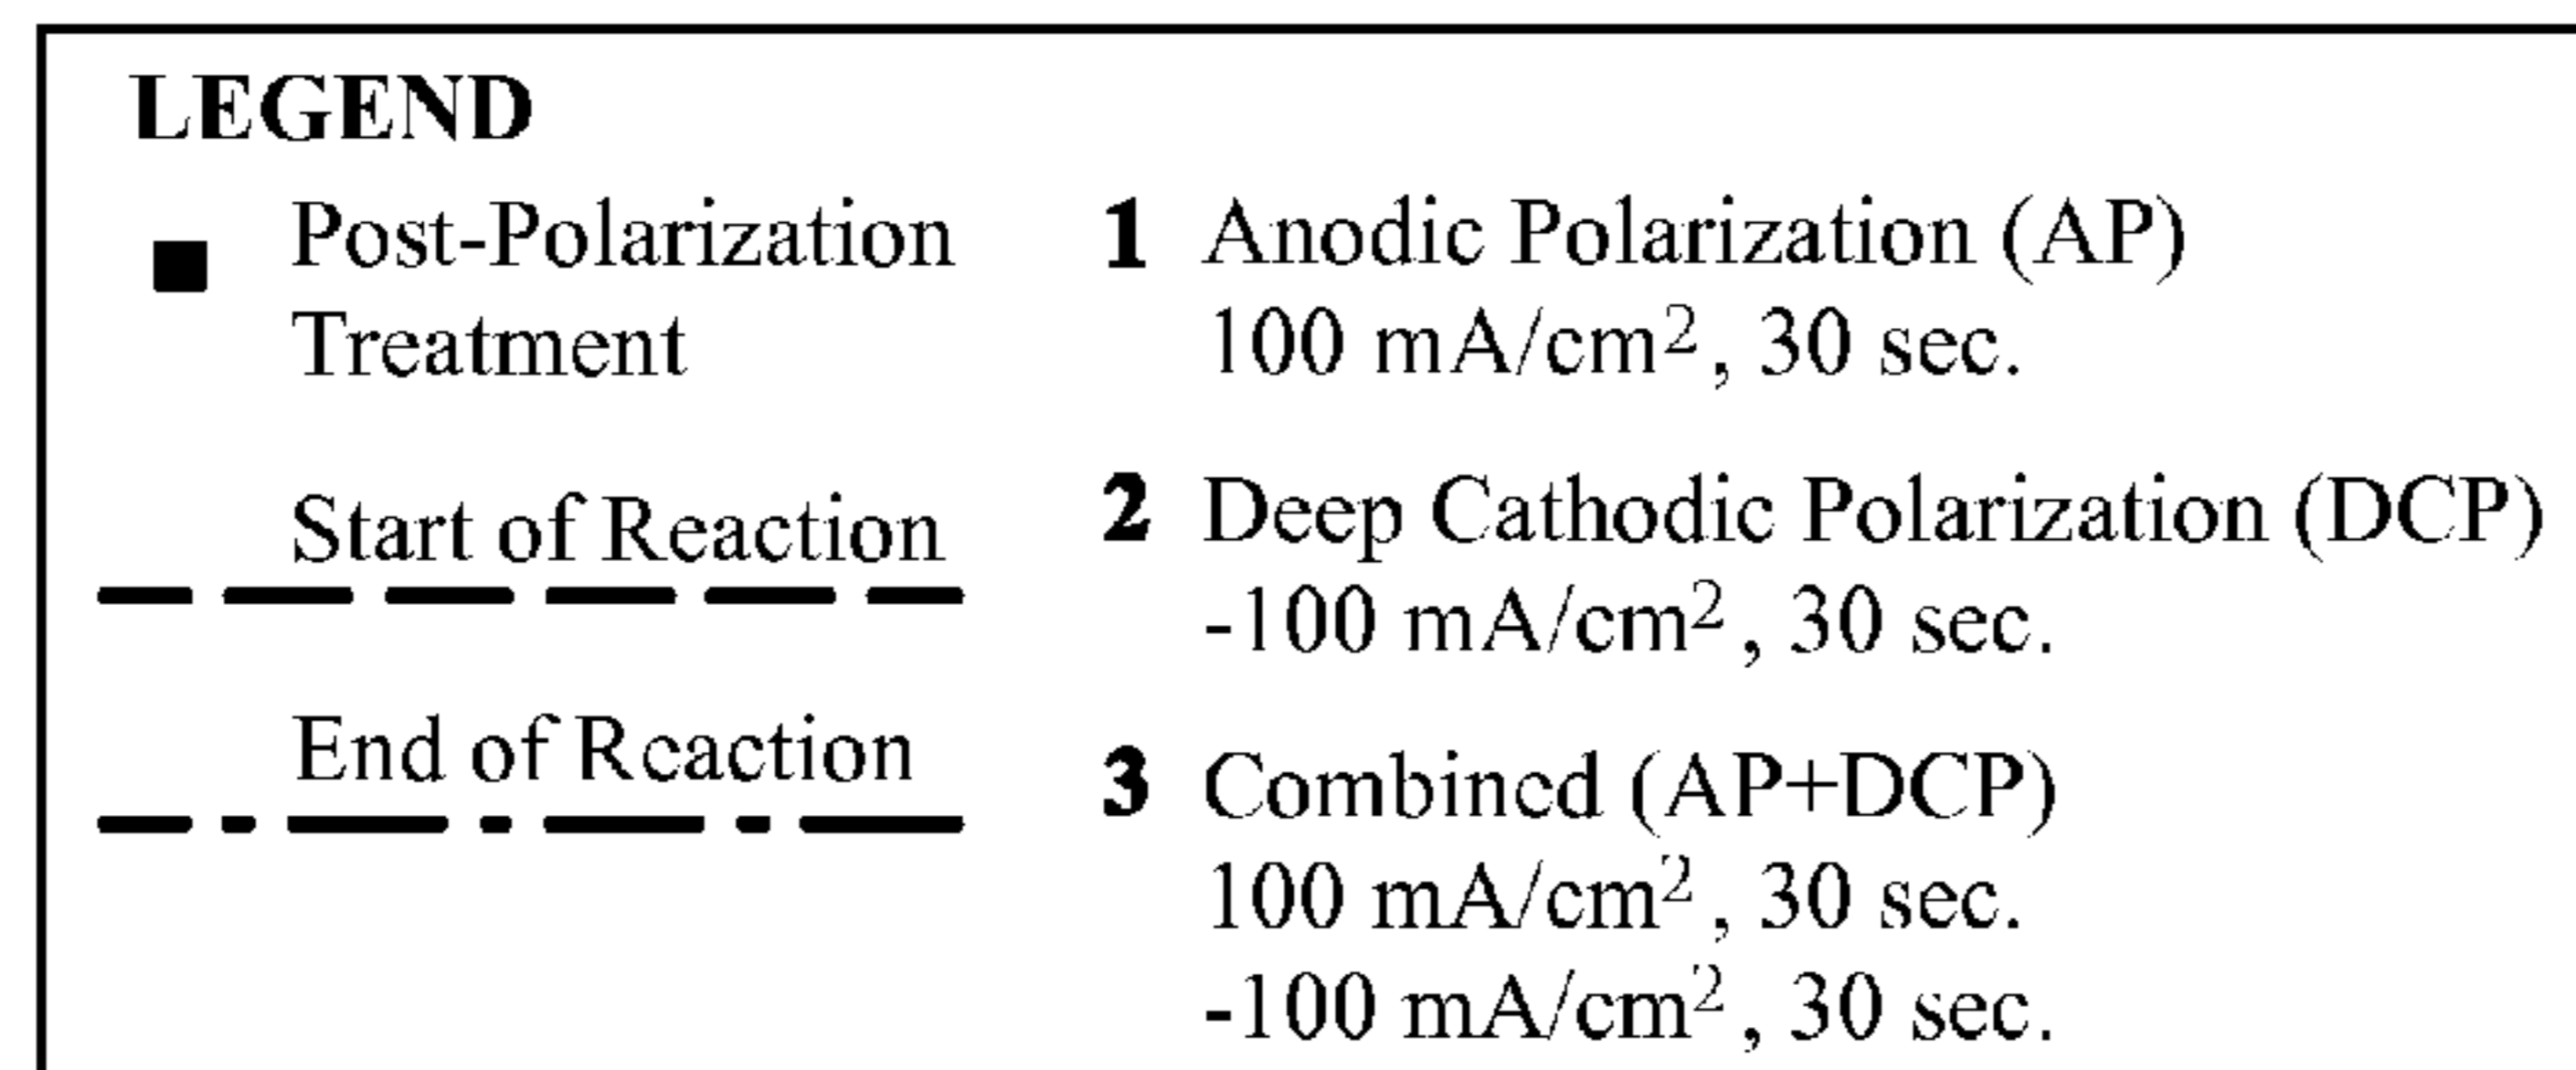 LEGEND
Post-Polarization
Treatment
Start of Reaction
End of Reaction
1 Anodic Polarization (AP)
100 mA/cm², 30 sec.
2 Deep Cathodic Polarization (DCP)
-100 mA/cm², 30 sec.
3 Combined (AP+DCP)
100 mA/cm², 30 sec.
-100 mA/cm², 30 sec.